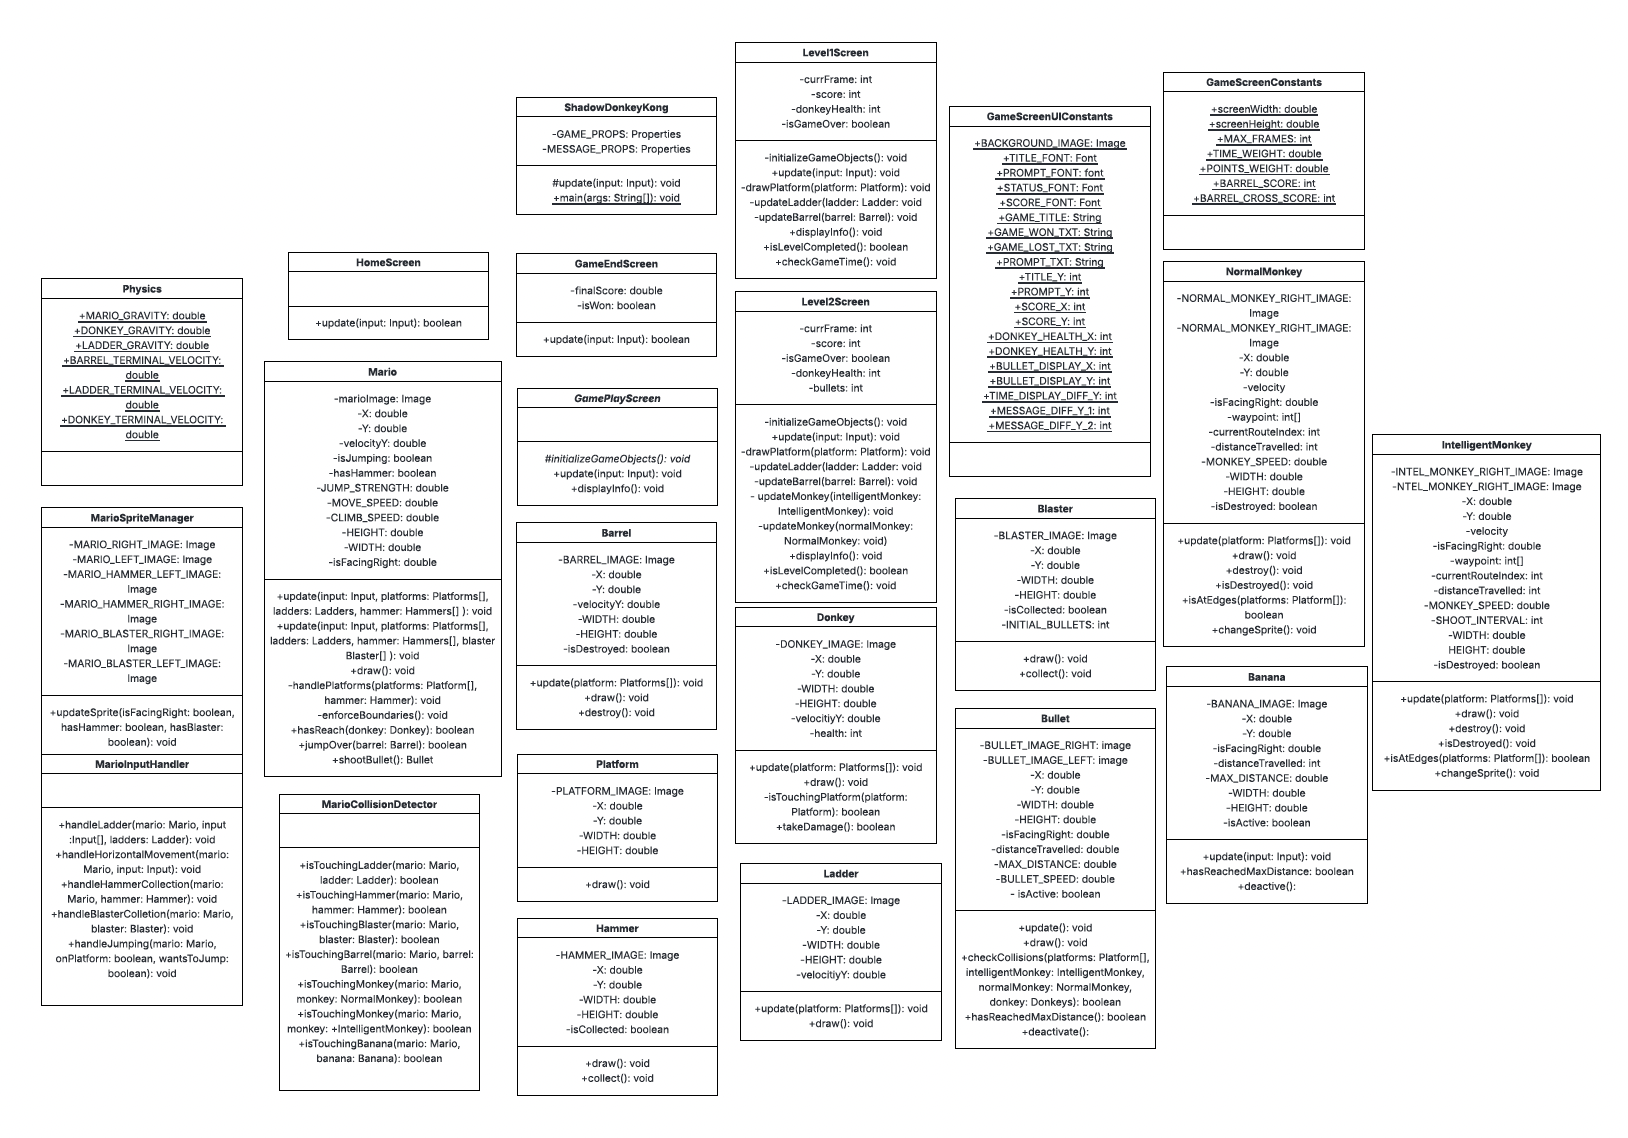 Physics
+MARIO_GRAVITY: double
+DONKEY_GRAVITY: double
+LADDER_GRAVITY: double
+BARREL_TERMINAL_VELOCITY:
double
+LADDER_TERMINAL_VELOCITY:
double
+DONKEY_TERMINAL_VELOCITY:
double
MarioSpriteManager
-MARIO_RIGHT_IMAGE: Image
-MARIO_LEFT_IMAGE: Image
-MARIO_HAMMER_LEFT_IMAGE:
Image
-MARIO_HAMMER_RIGHT_IMAGE:
Image
-MARIO_BLASTER_RIGHT_IMAGE:
Image
-MARIO_BLASTER_LEFT_IMAGE:
Image
+updateSprite(isFacingRight: boolean,
hasHammer: boolean, hasBlaster:
boolean): void
MarioInputHandler
+handleLadder(mario: Mario, input
:Input[], ladders: Ladder): void
+handleHorizontalMovement(mario:
Mario, input: Input): void
+handleHammerCollection(mario:
Mario, hammer: Hammer): void
+handleBlasterColletion(mario: Mario,
blaster: Blaster): void
+handleJumping(mario: Mario,
onPlatform: boolean, wantsToJump:
boolean): void
HomeScreen
+update(input: Input): boolean
Mario
-marioImage: Image
-X: double
-Y: double
-velocityY: double
-isJumping: boolean
-hasHammer: boolean
-JUMP_STRENGTH: double
-MOVE_SPEED: double
-CLIMB_SPEED: double
-HEIGHT: double
-WIDTH: double
-isFacingRight: double
+update(input: Input, platforms: Platforms[],
ladders: Ladders, hammer: Hammers[] ): void
+update(input: Input, platforms: Platforms[],
ladders: Ladders, hammer: Hammers[], blaster
Blaster[] ): void
+draw(): void
-handlePlatforms(platforms: Platform[],
hammer: Hammer): void
-enforceBoundaries(): void
+hasReach(donkey: Donkey): boolean
+jumpOver(barrel: Barrel): boolean
+shootBullet(): Bullet
MarioCollisionDetector
+isTouchingLadder(mario: Mario,
ladder: Ladder): boolean
+isTouchingHammer(mario: Mario,
hammer: Hammer): boolean
+isTouchingBlaster(mario: Mario,
blaster: Blaster): boolean
+isTouchingBarrel(mario: Mario, barrel:
Barrel): boolean
+isTouchingMonkey(mario: Mario,
monkey: NormalMonkey): boolean
+isTouchingMonkey(mario: Mario,
monkey: +IntelligentMonkey): boolean
+isTouchingBanana(mario: Mario,
banana: Banana): boolean
ShadowDonkeyKong
-GAME_PROPS: Properties
-MESSAGE_PROPS: Properties
#update(input: Input): void
+main(args: String[]): void
GameEndScreen
-finalScore: double
-isWon: boolean
+update(input: Input): boolean
GamePlayScreen
#initializeGameObjects(): void
+update(input: Input): void
+displayInfo(): void
Barrel
-BARREL_IMAGE: Image
-X: double
-Y: double
-velocityY: double
-WIDTH: double
-HEIGHT: double
-isDestroyed: boolean
+update(platform: Platforms[]): void
+draw(): void
+destroy(): void
Platform
-PLATFORM_IMAGE: Image
-X: double
-Y: double
-WIDTH: double
-HEIGHT: double
+draw(): void
Hammer
-HAMMER_IMAGE: Image
-X: double
-Y: double
-WIDTH: double
-HEIGHT: double
-isCollected: boolean
+draw(): void
+collect(): void
Level1Screen
-currFrame: int
-score: int
-donkeyHealth: int
-isGameOver: boolean
-initializeGameObjects(): void
+update(input: Input): void
-drawPlatform(platform: Platform): void
-updateLadder(ladder: Ladder: void
-updateBarrel(barrel: Barrel): void
+displayInfo(): void
+isLevelCompleted(): boolean
+checkGameTime(): void
Level2Screen
-currFrame: int
-score: int
-isGameOver: boolean
-donkeyHealth: int
-bullets: int
-initializeGameObjects(): void
+update(input: Input): void
-drawPlatform(platform: Platform): void
-updateLadder(ladder: Ladder: void
-updateBarrel(barrel: Barrel): void
- updateMonkey(intelligentMonkey:
IntelligentMonkey): void
-updateMonkey(normalMonkey:
NormalMonkey: void)
+displayInfo(): void
+isLevelCompleted(): boolean
+checkGameTime(): void
Donkey
-DONKEY_IMAGE: Image
-X: double
-Y: double
-WIDTH: double
-HEIGHT: double
-velocitiyY: double
-health: int
+update(platform: Platforms[]): void
+draw(): void
-isTouchingPlatform(platform:
Platform): boolean
+takeDamage(): boolean
Ladder
-LADDER_IMAGE: Image
-X: double
-Y: double
-WIDTH: double
-HEIGHT: double
-velocitiyY: double
+update(platform: Platforms[]): void
+draw(): void
GameScreenUIConstants
+BACKGROUND_IMAGE: Image
+TITLE_FONT: Font
+PROMPT_FONT: font
+STATUS_FONT: Font
+SCORE_FONT: Font
+GAME_TITLE: String
+GAME_WON_TXT: String
+GAME_LOST_TXT: String
+PROMPT_TXT: String
+TITLE_Y: int
+PROMPT_Y: int
+SCORE_X: int
+SCORE_Y: int
+DONKEY_HEALTH_X: int
+DONKEY_HEALTH_Y: int
+BULLET_DISPLAY_X: int
+BULLET_DISPLAY_Y: int
+TIME_DISPLAY_DIFF_Y: int
+MESSAGE_DIFF_Y_1: int
+MESSAGE_DIFF_Y_2: int
Blaster
-BLASTER_IMAGE: Image
-X: double
-Y: double
-WIDTH: double
-HEIGHT: double
-isCollected: boolean
-INITIAL_BULLETS: int
+draw(): void
+collect(): void
Bullet
-BULLET_IMAGE_RIGHT: image
-BULLET_IMAGE_LEFT: image
-X: double
-Y: double
-WIDTH: double
-HEIGHT: double
-isFacingRight: double
-distanceTravelled: double
-MAX_DISTANCE: double
-BULLET_SPEED: double
- isActive: boolean
+update(): void
+draw(): void
+checkCollisions(platforms: Platform[],
intelligentMonkey: IntelligentMonkey,
normalMonkey: NormalMonkey,
donkey: Donkeys): boolean
+hasReachedMaxDistance(): boolean
+deactivate():
GameScreenConstants
+screenWidth: double
+screenHeight: double
+MAX_FRAMES: int
+TIME_WEIGHT: double
+POINTS_WEIGHT: double
+BARREL_SCORE: int
+BARREL_CROSS_SCORE: int
NormalMonkey
-NORMAL_MONKEY_RIGHT_IMAGE:
Image
-NORMAL_MONKEY_RIGHT_IMAGE:
Image
-X: double
-Y: double
-velocity
-isFacingRight: double
-waypoint: int[]
-currentRouteIndex: int
-distanceTravelled: int
-MONKEY_SPEED: double
-WIDTH: double
-HEIGHT: double
-isDestroyed: boolean
+update(platform: Platforms[]): void
+draw(): void
+destroy(): void
+isDestroyed(): void
+isAtEdges(platforms: Platform[]):
boolean
+changeSprite(): void
Banana
-BANANA_IMAGE: Image
-X: double
-Y: double
-isFacingRight: double
-distanceTravelled: int
-MAX_DISTANCE: double
-WIDTH: double
-HEIGHT: double
-isActive: boolean
+update(input: Input): void
+hasReachedMaxDistance: boolean
+deactive():
IntelligentMonkey
-INTEL_MONKEY_RIGHT_IMAGE: Image
-NTEL_MONKEY_RIGHT_IMAGE: Image
-X: double
-Y: double
-velocity
-isFacingRight: double
-waypoint: int[]
-currentRouteIndex: int
-distanceTravelled: int
-MONKEY_SPEED: double
-SHOOT_INTERVAL: int
-WIDTH: double
HEIGHT: double
-isDestroyed: boolean
+update(platform: Platforms[]): void
+draw(): void
+destroy(): void
+isDestroyed(): void
+isAtEdges(platforms: Platform[]): boolean
+changeSprite(): void